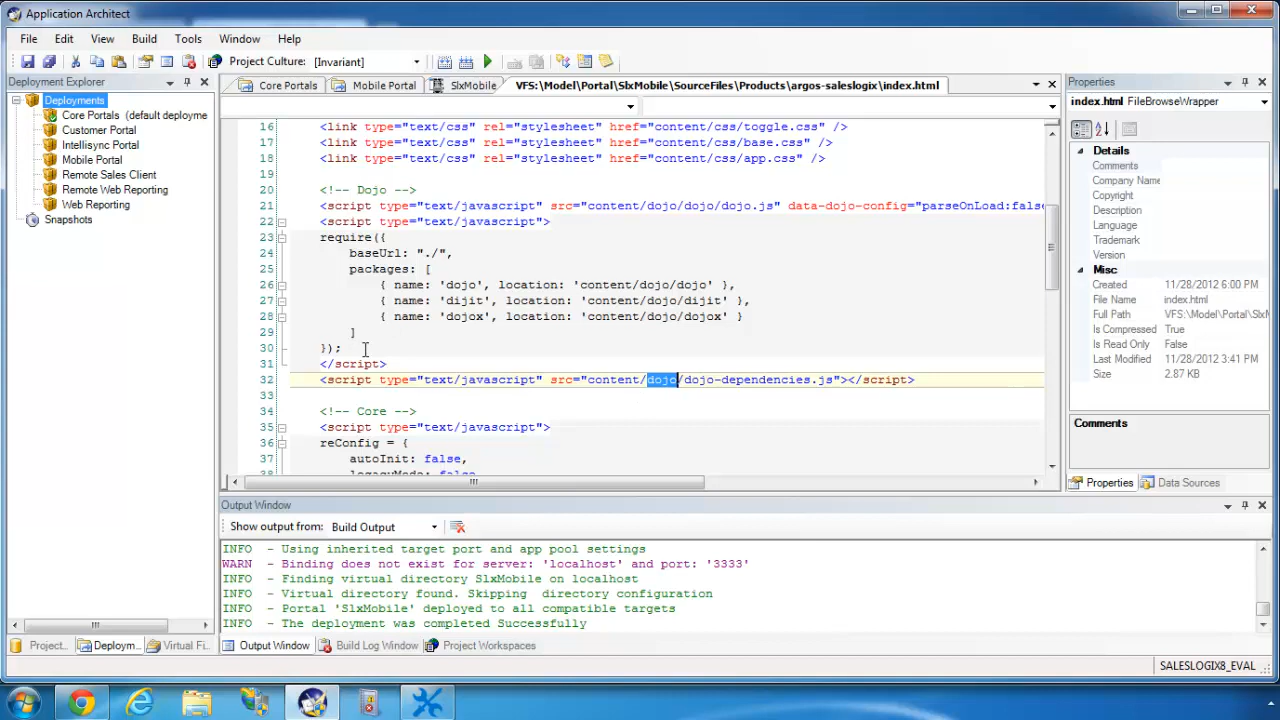 Application Architect
File Edit View Build Tools Window Help
Project Culture: [Invariant]
Deployment Explorer
Deployments
Core Portals (default deployme
Customer Portal
Intellisync Portal
Mobile Portal
Remote Sales Client
Remote Web Reporting
Web Reporting
Snapshots
Project... Deploym... Virtual Fi...
Core Portals Mobile Portal SlxMobile VFS:\Model\Portal\SlxMobile\SourceFiles\Products\argos-saleslogix\index.html
16 <link type="text/css" rel="stylesheet" href="content/css/toggle.css" />
17 <link type="text/css" rel="stylesheet" href="content/css/base.css" />
18 <link type="text/css" rel="stylesheet" href="content/css/app.css" />
19
20 <!-- Dojo -->
21 <script type="text/javascript" src="content/dojo/dojo/dojo.js" data-dojo-config="parseOnLoad:false
22 <script type="text/javascript">
23 require({
24 baseUrl: "./",
25 packages: [
26 { name: 'dojo', location: 'content/dojo/dojo' },
27 { name: 'dijit', location: 'content/dojo/dijit' },
28 { name: 'dojox', location: 'content/dojo/dojox' }
29 ]
30 });
31 </script>
32 <script type="text/javascript" src="content/dojo/dojo-dependencies.js"></script>
33
34 <!-- Core -->
35 <script type="text/javascript">
36 reConfig = {
37 autoInit: false,
38 legacyMode: false
Properties
index.html FileBrowseWrapper
Details
Comments
Company Name
Copyright
Description
Language
Trademark
Version
Misc
Created 11/28/2012 6:00 PM
File Name index.html
Full Path VFS:\Model\Portal\SlxM
Is Compressed True
Is Read Only False
Last Modified 11/28/2012 3:41 PM
Size 2.87 KB
Comments
Properties Data Sources
Output Window
Show output from: Build Output
INFO - Using inherited target port and app pool settings
WARN - Binding does not exist for server: 'localhost' and port: '3333'
INFO - Finding virtual directory SlxMobile on localhost
INFO - Virtual directory found. Skipping directory configuration
INFO - Portal 'SlxMobile' deployed to all compatible targets
INFO - The deployment was completed Successfully
Output Window Build Log Window Project Workspaces
SALESLOGIX8_EVAL